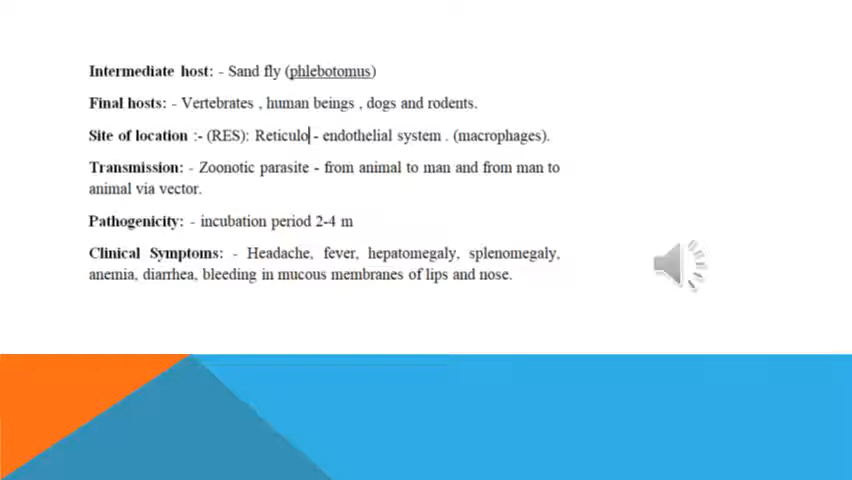 Intermediate host: - Sand fly (phlebotomus)
Final hosts: - Vertebrates , human beings , dogs and rodents.
Site of location :- (RES): Reticulo - endothelial system . (macrophages).
Transmission: - Zoonotic parasite - from animal to man and from man to
animal via vector.
Pathogenicity: - incubation period 2-4 m
Clinical Symptoms: - Headache, fever, hepatomegaly, splenomegaly,
anemia, diarrhea, bleeding in mucous membranes of lips and nose.